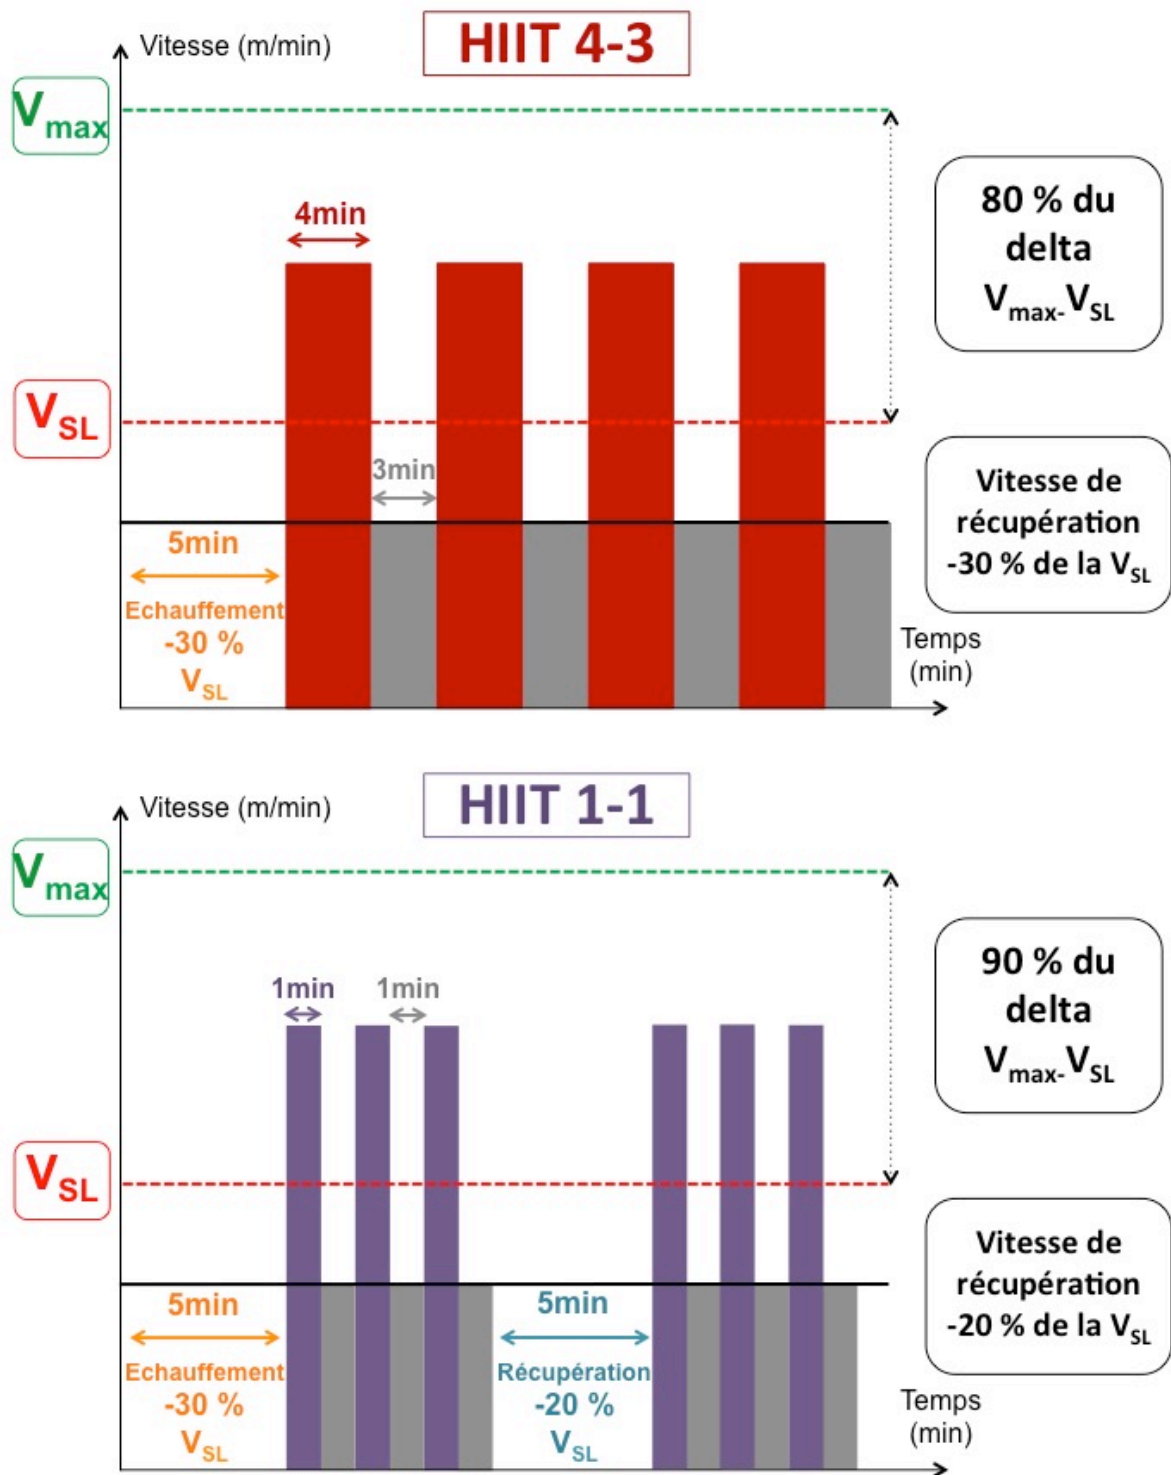 HIIT 4-3
Vitesse (m/min)
Vmax
4min
80 % du
delta
Vmax-VSL
VSL
3min
Vitesse de
récupération
-30 % de la VSL
5min
Echauffement
-30 %
VSL
Temps
(min)
HIIT 1-1
Vitesse (m/min)
Vmax
1min
1min
90 % du
delta
Vmax-VSL
VSL
Vitesse de
récupération
-20 % de la VSL
5min
Echauffement
-30 %
VSL
5min
Récupération
-20 %
VSL
Temps
(min)